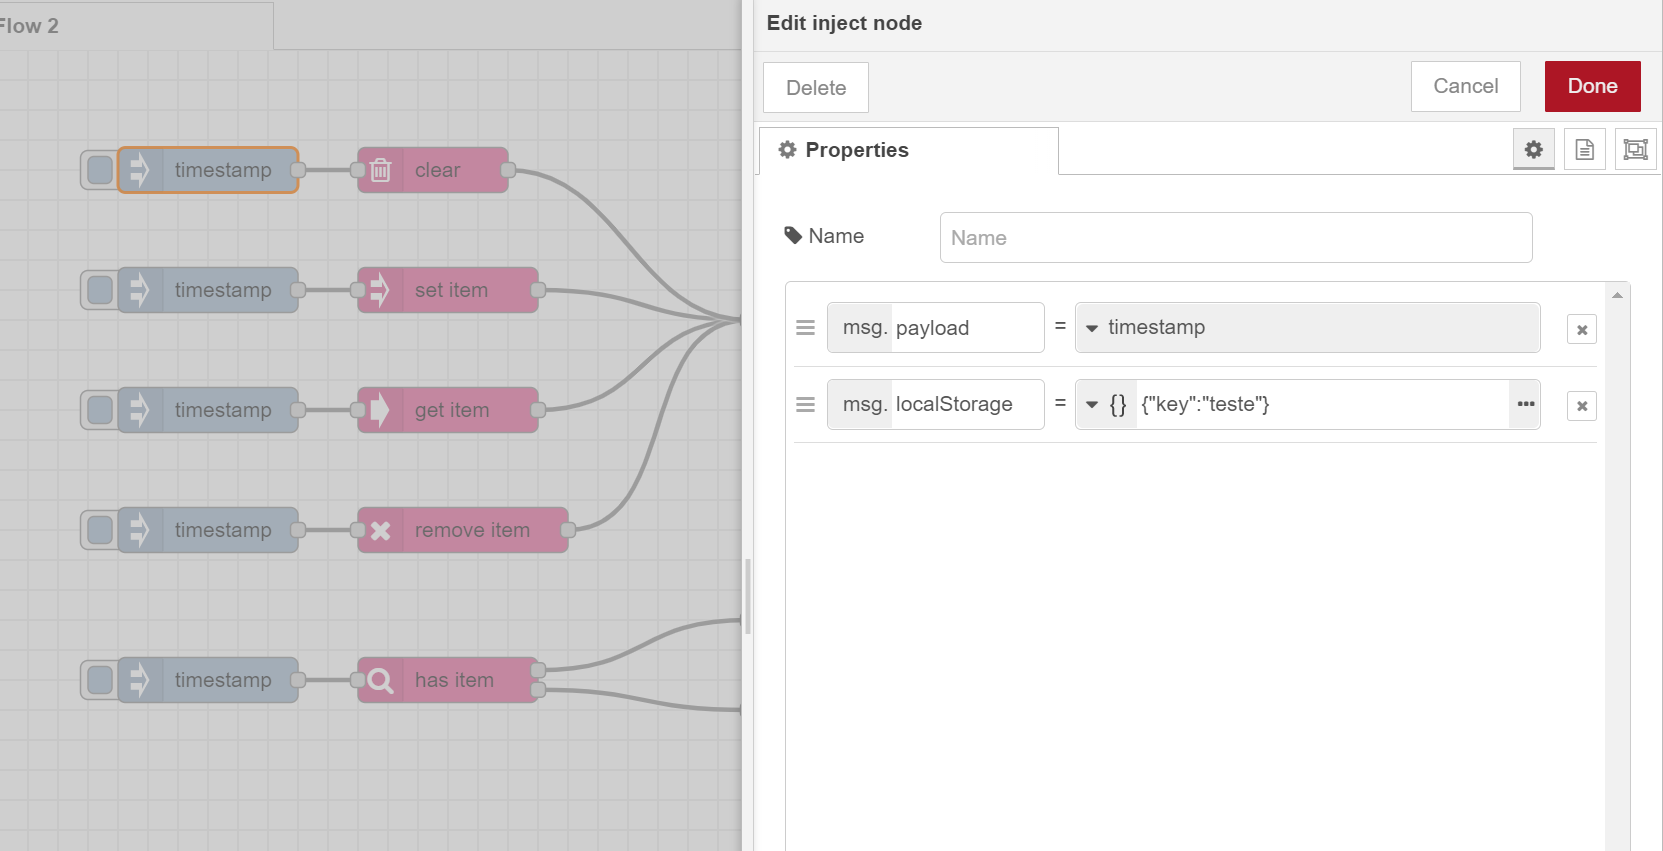 Flow 2
timestamp
clear
timestamp
set item
timestamp
get item
timestamp
remove item
timestamp
has item
Edit inject node
Delete
Cancel
Done
Properties
Name
Name
msg. payload = timestamp
msg. localStorage = {} {"key":"teste"} •••